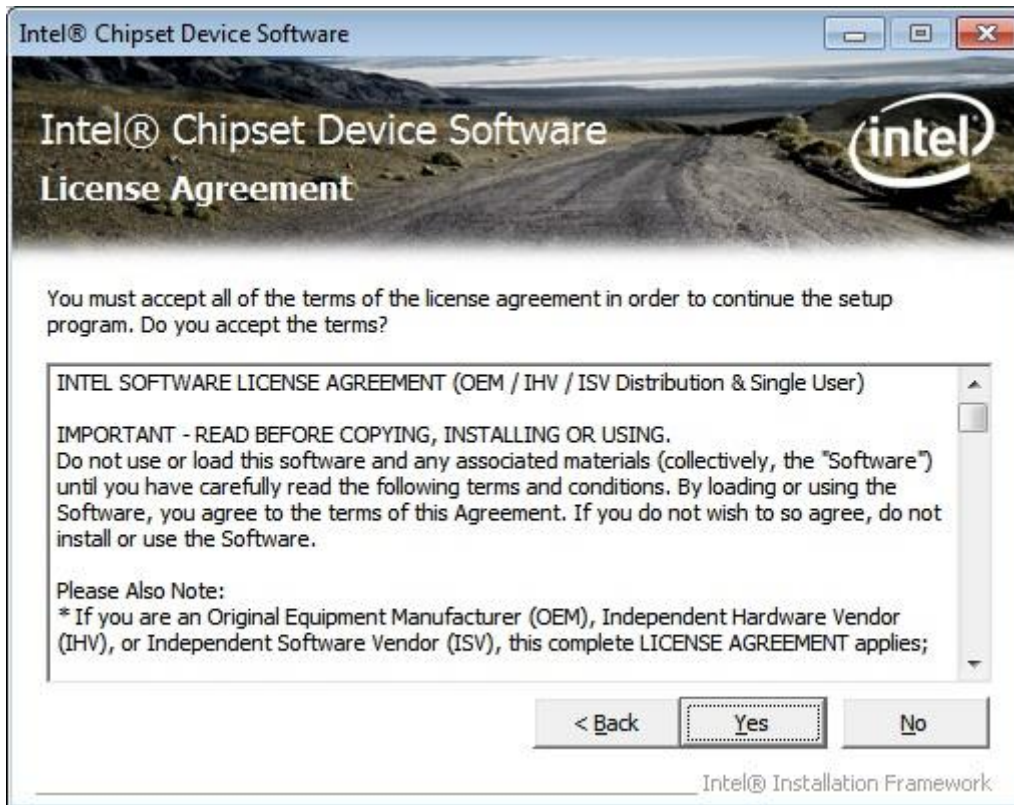 Intel® Chipset Device Software
Intel® Chipset Device Software
intel
License Agreement
You must accept all of the terms of the license agreement in order to continue the setup
program. Do you accept the terms?
INTEL SOFTWARE LICENSE AGREEMENT (OEM / IHV / ISV Distribution & Single User)
IMPORTANT - READ BEFORE COPYING, INSTALLING OR USING.
Do not use or load this software and any associated materials (collectively, the "Software")
until you have carefully read the following terms and conditions. By loading or using the
Software, you agree to the terms of this Agreement. If you do not wish to so agree, do not
install or use the Software.
Please Also Note:
* If you are an Original Equipment Manufacturer (OEM), Independent Hardware Vendor
(IHV), or Independent Software Vendor (ISV), this complete LICENSE AGREEMENT applies;
< Back Yes No
Intel® Installation Framework